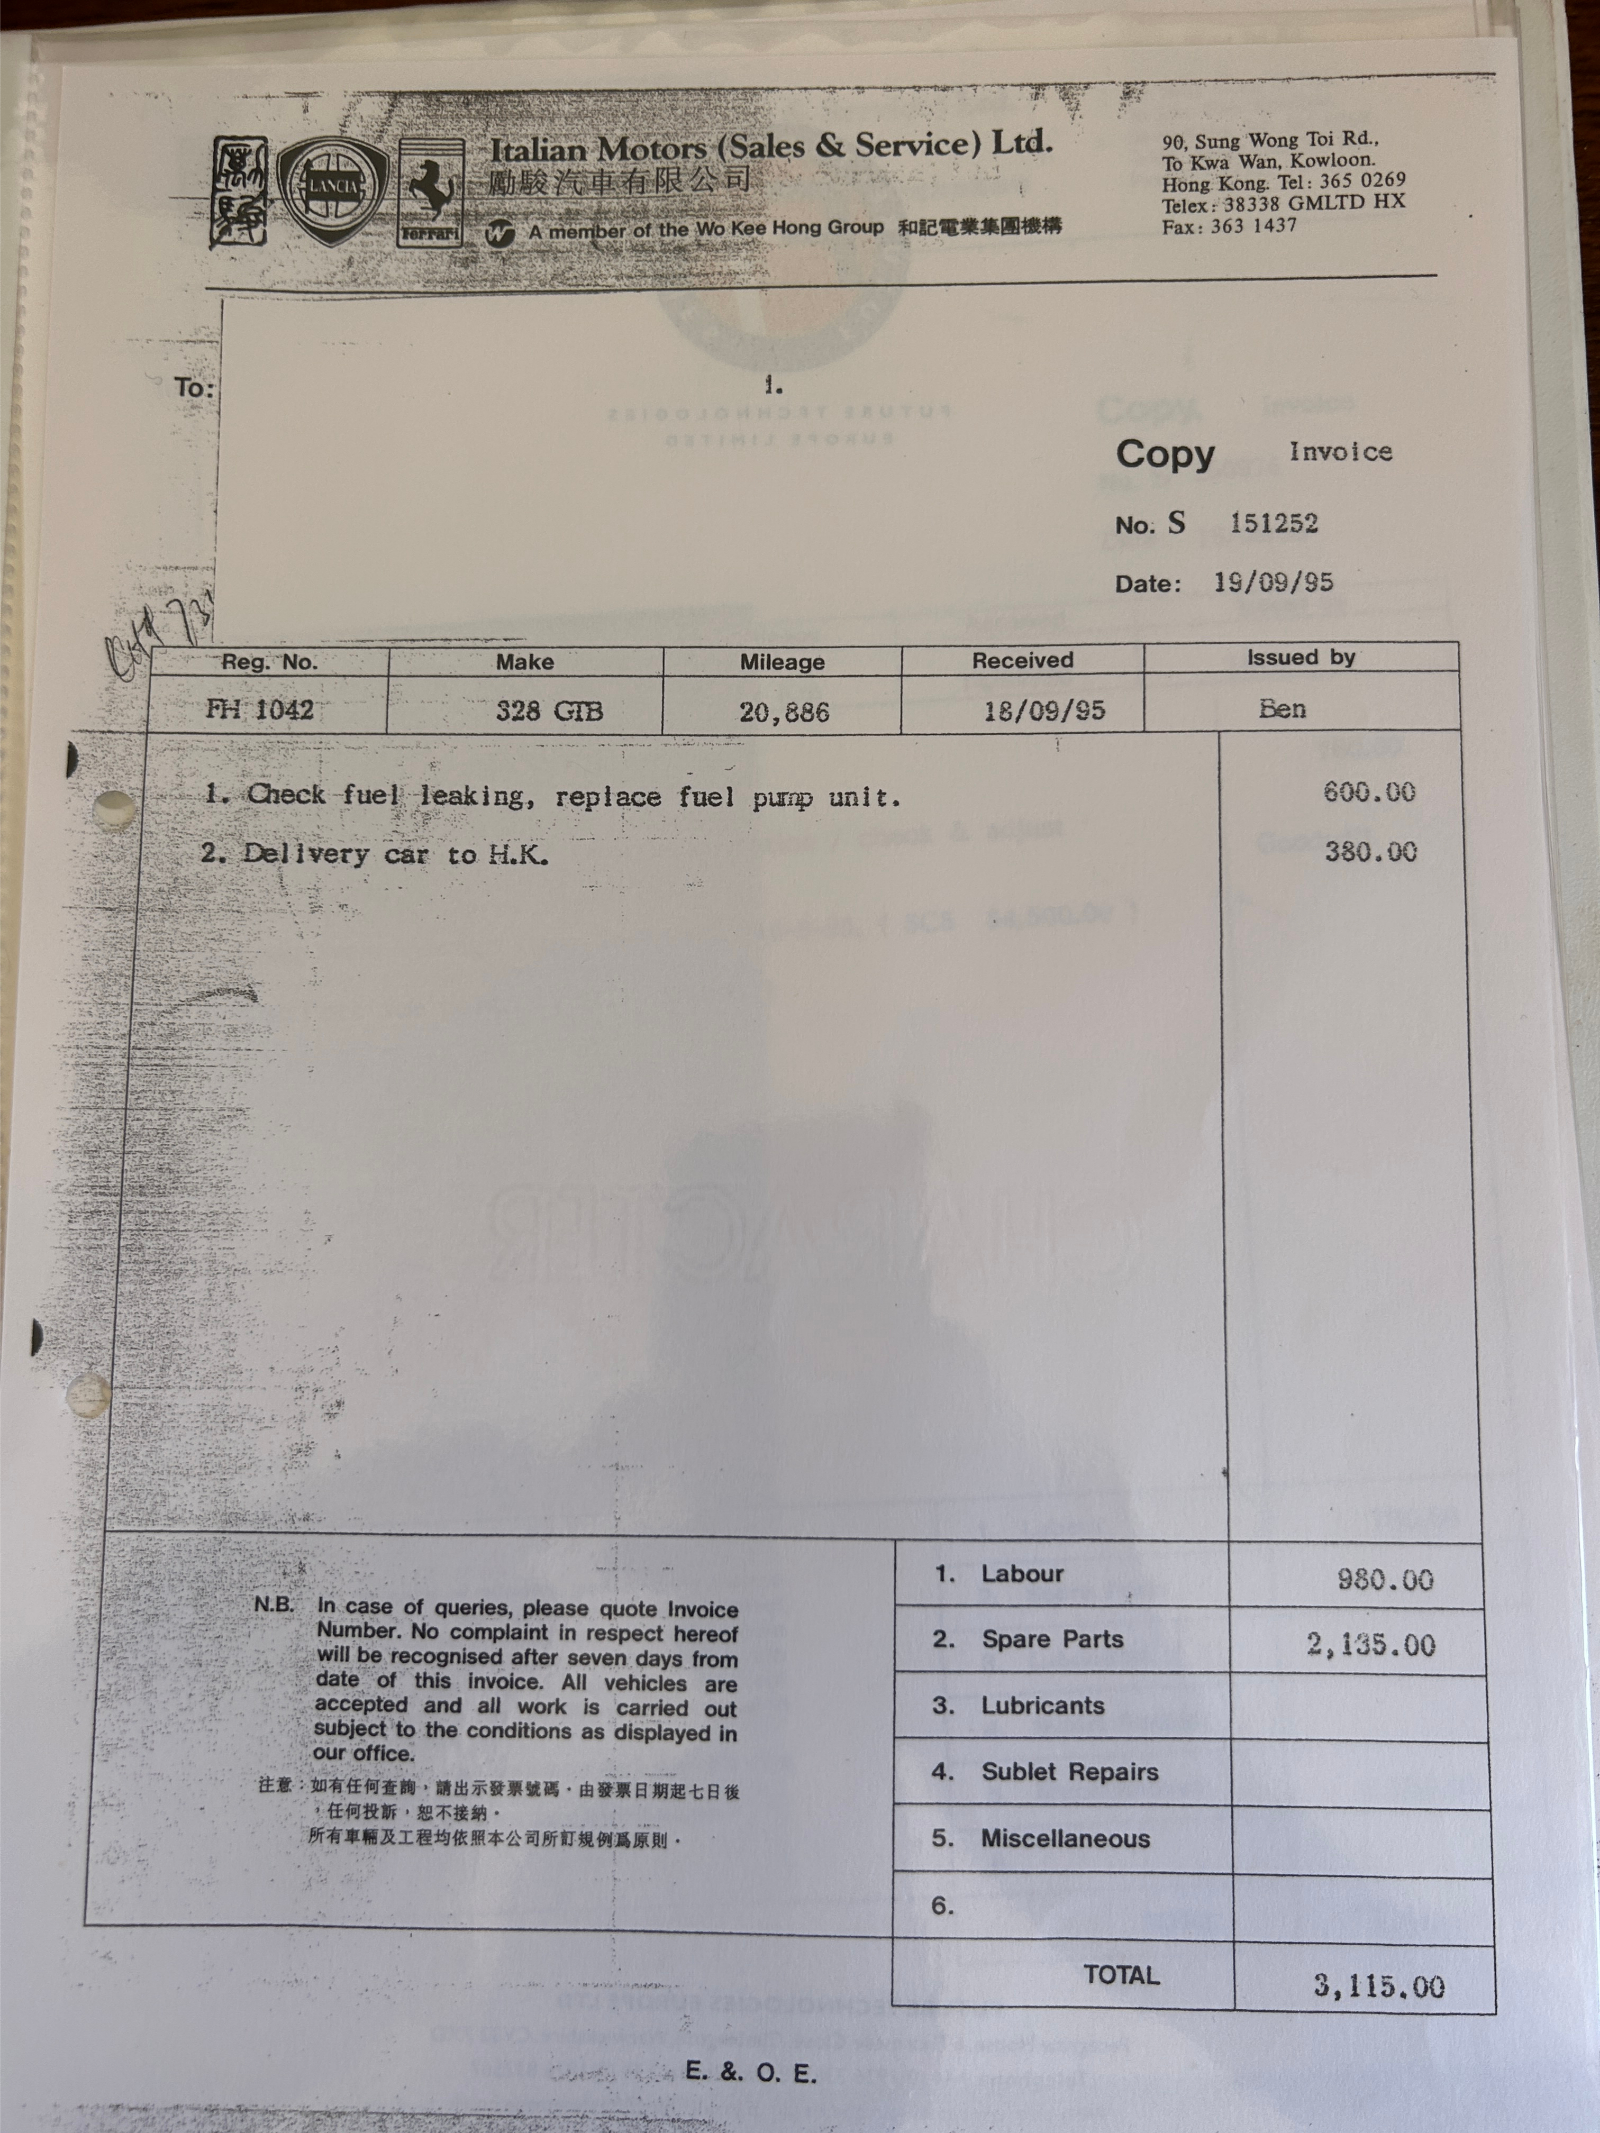 LANCIA
Ferrari
Italian Motors (Sales & Service) Ltd.
勵駿汽車有限公司
A member of the Wo Kee Hong Group 和記電業集團機構
90, Sung Wong Toi Rd.,
To Kwa Wan, Kowloon.
Hong Kong. Tel: 365 0269
Telex: 38338 GMLTD HX
Fax: 363 1437
To:
1.
FUTURE TECHNOLOGIES
EUROPE LIMITED
Copy Invoice
No. S 151252
Date: 19/09/95
Reg. No. Make Mileage Received Issued by
FH 1042 328 GTB 20,886 18/09/95 Ben
1. Check fuel leaking, replace fuel pump unit. 600.00
2. Delivery car to H.K. 380.00
1. Labour 980.00
2. Spare Parts 2,135.00
3. Lubricants
4. Sublet Repairs
5. Miscellaneous
6.
TOTAL 3,115.00
N.B. In case of queries, please quote Invoice
Number. No complaint in respect hereof
will be recognised after seven days from
date of this invoice. All vehicles are
accepted and all work is carried out
subject to the conditions as displayed in
our office.
注意：如有任何查詢，請出示發票號碼。由發票日期起七日後
，任何投訴，恕不接納。
所有車輛及工程均依照本公司所訂規例爲原則。
E. &. O. E.